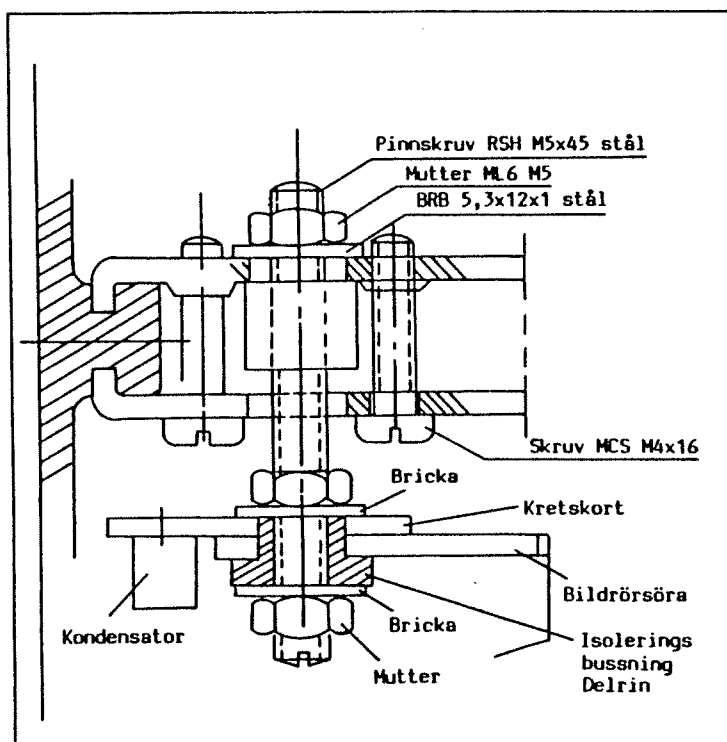 Pinnskruv RSH M5x45 stål
Mutter ML6 M5
BRB 5,3x12x1 stål
Skruv MCS M4x16
Bricka
Kretskort
Bildrörsöra
Kondensator
Bricka
Isolerings
bussning
Delrin
Mutter